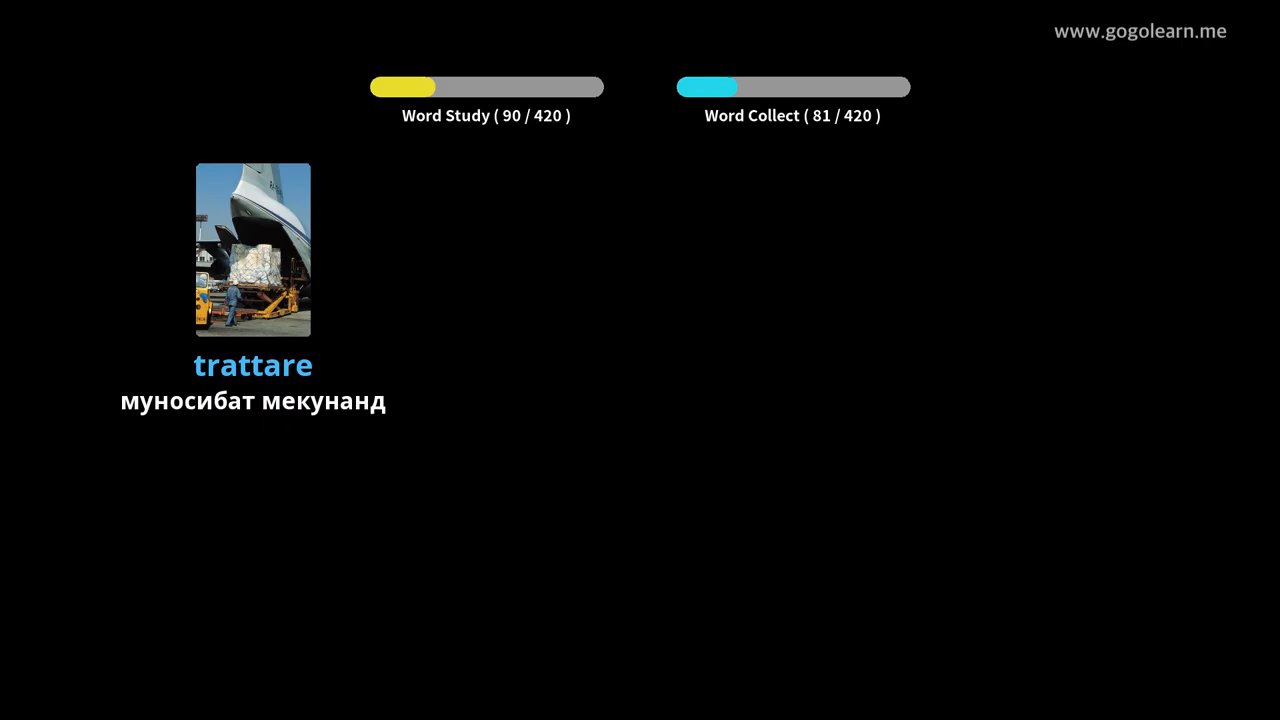 www.gogolearn.me
Word Study ( 90 / 420 )
Word Collect ( 81 / 420 )
trattare
муносибат мекунанд